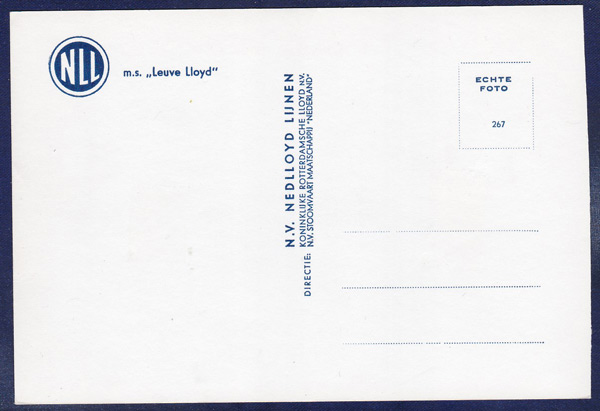 NLL
m.s. „Leuve Lloyd"
N.V. NEDLLOYD LIJNEN
DIRECTIE: KONINKLIJKE ROTTERDAMSCHE LLOYD N.V.
N.V. STOOMVAART MAATSCHAPPIJ "NEDERLAND"
ECHTE
FOTO
267